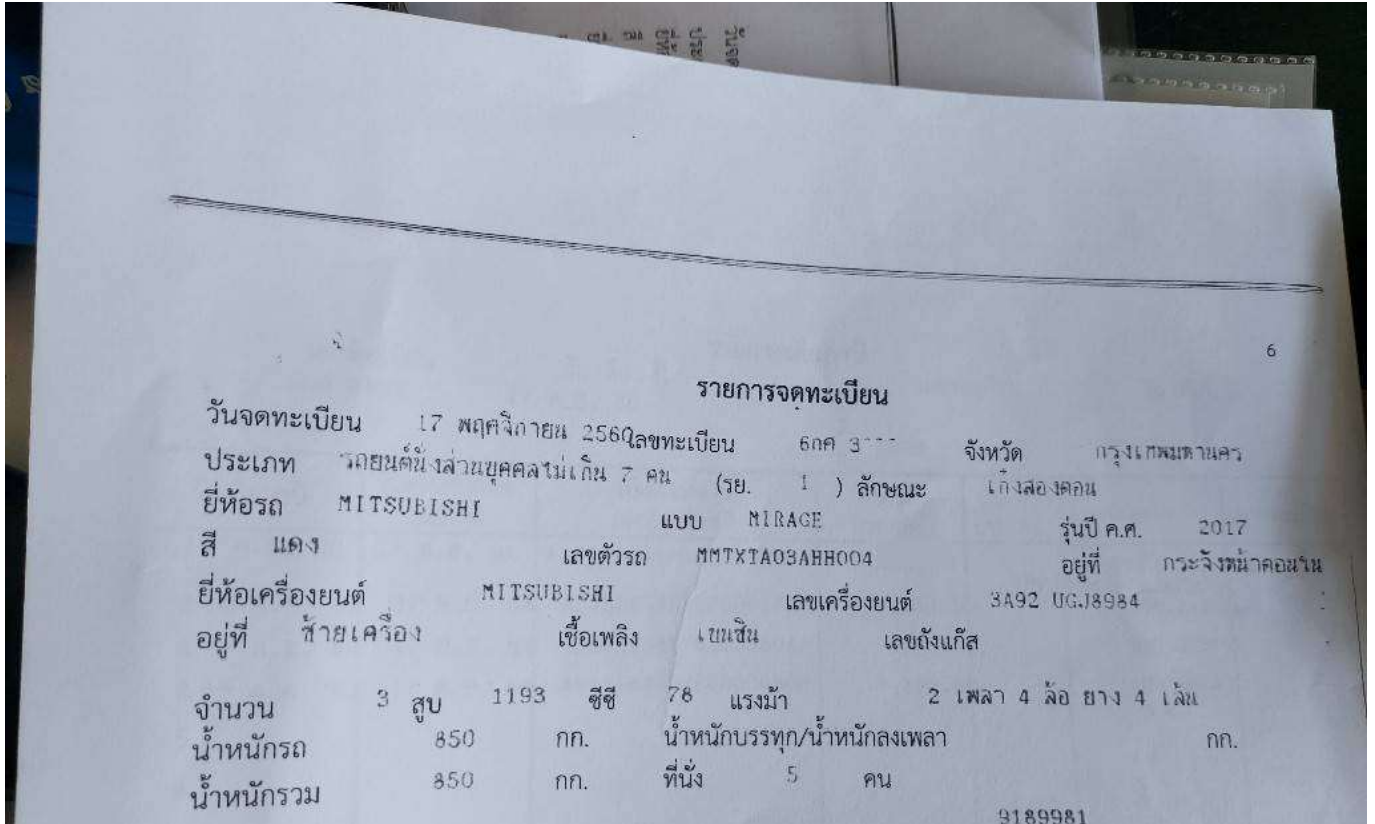 6
รายการจดทะเบียน
วันจดทะเบียน 17 พฤศจิกายน 2560 เลขทะเบียน 6กศ 3 จังหวัด กรุงเทพมหานคร
ประเภท รถยนต์นั่งส่วนบุคคลไม่เกิน 7 คน (รย. 1 ) ลักษณะ เก๋งสองตอน
ยี่ห้อรถ MITSUBISHI แบบ MIRAGE รุ่นปี ค.ศ. 2017
สี แดง เลขตัวรถ MMTXTA03AHH004 อยู่ที่ กระจังหน้าตอนใน
ยี่ห้อเครื่องยนต์ MITSUBISHI เลขเครื่องยนต์ 3A92 UGJ8984
อยู่ที่ ซ้ายเครื่อง เชื้อเพลิง เบนซิน เลขถังแก๊ส
จำนวน 3 สูบ 1193 ซีซี 78 แรงม้า 2 เพลา 4 ล้อ ยาง 4 เส้น
น้ำหนักรถ 850 กก. น้ำหนักบรรทุก/น้ำหนักลงเพลา กก.
น้ำหนักรวม 850 กก. ที่นั่ง 5 คน
9189981